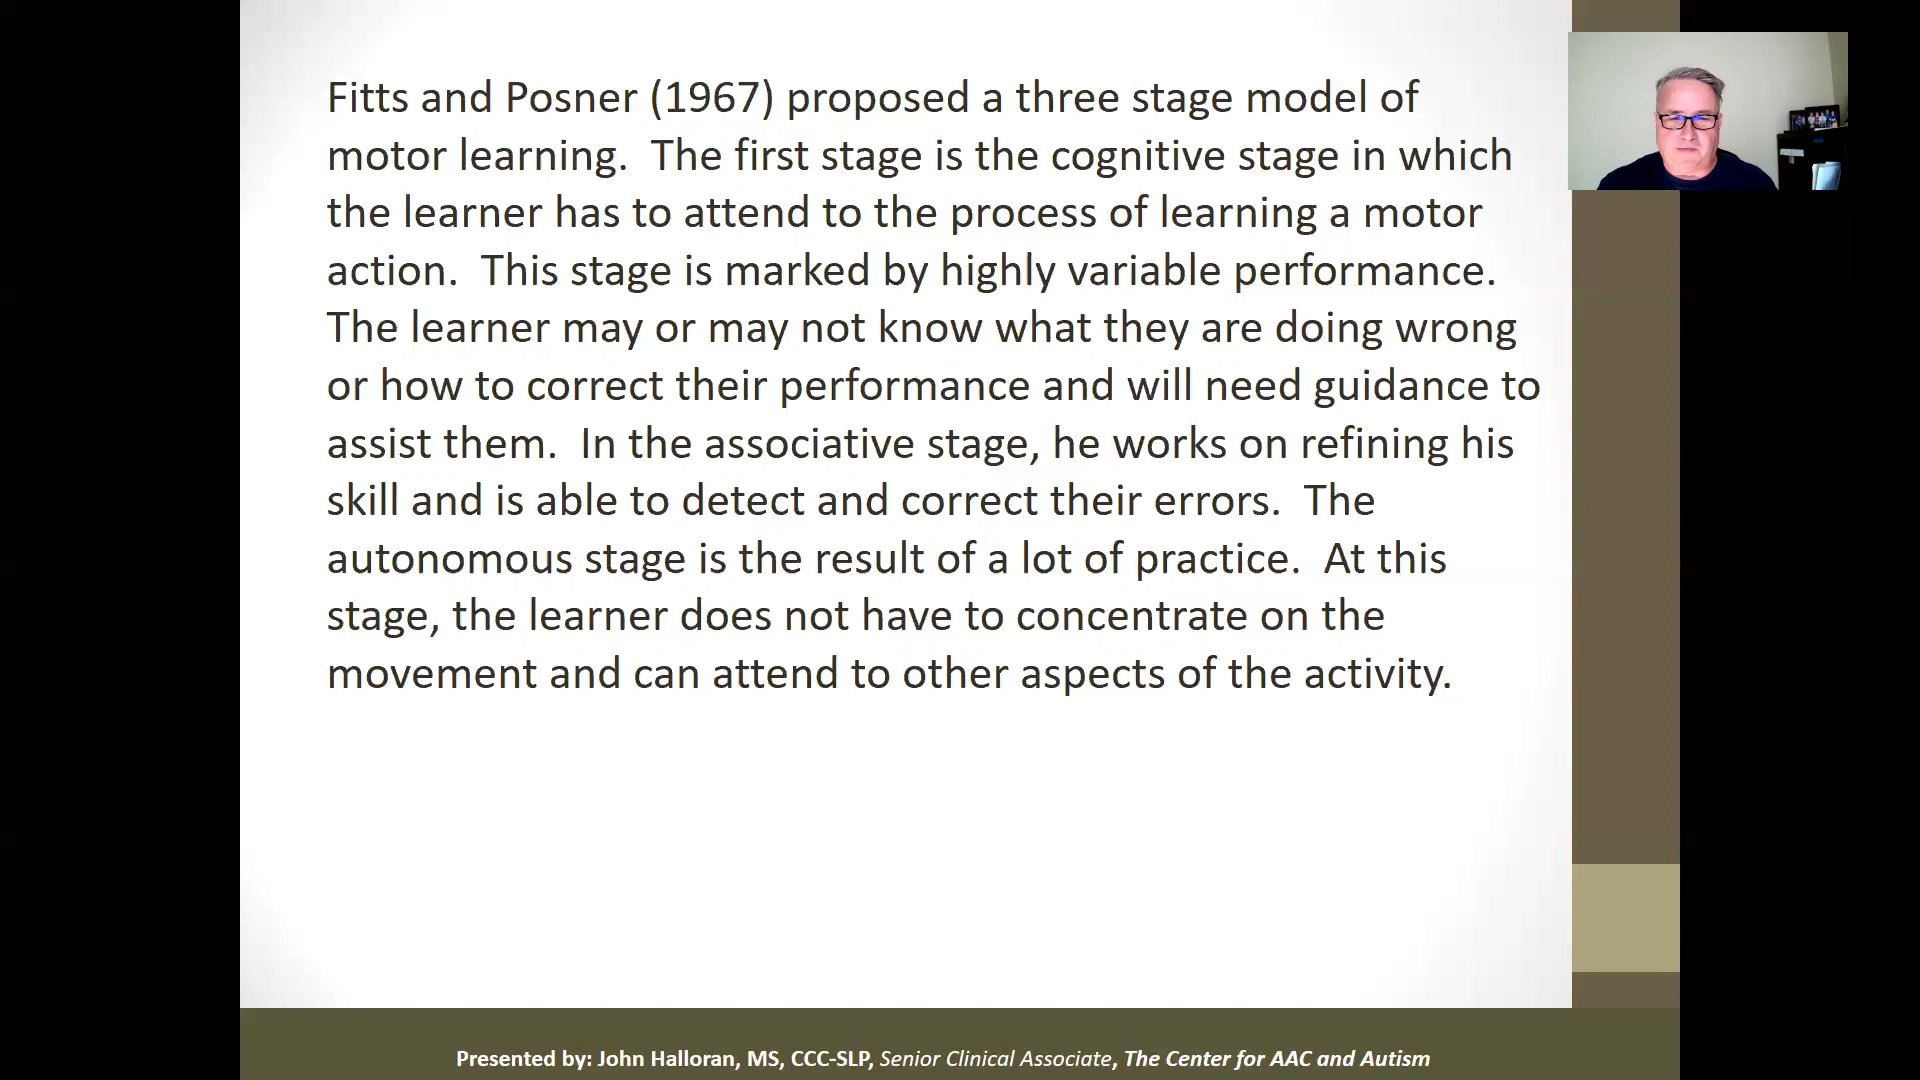 Fitts and Posner (1967) proposed a three stage model of
motor learning.  The first stage is the cognitive stage in which
the learner has to attend to the process of learning a motor
action.  This stage is marked by highly variable performance.
The learner may or may not know what they are doing wrong
or how to correct their performance and will need guidance to
assist them.  In the associative stage, he works on refining his
skill and is able to detect and correct their errors.  The
autonomous stage is the result of a lot of practice.  At this
stage, the learner does not have to concentrate on the
movement and can attend to other aspects of the activity.
Presented by: John Halloran, MS, CCC-SLP, Senior Clinical Associate, The Center for AAC and Autism